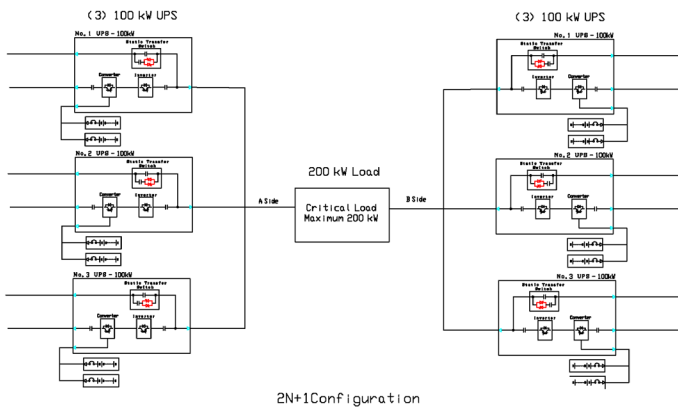 (3) 100 kW UPS
(3) 100 kW UPS
No.1 UPS - 100kW
Static Transfer
Switch
Converter
Inverter
No.1 UPS - 100kW
Static Transfer
Switch
Inverter
Converter
No.2 UPS - 100kW
Static Transfer
Switch
Converter
Inverter
200 kW Load
A Side
Critical Load
Maximum 200 kW
B Side
No.2 UPS - 100kW
Static Transfer
Switch
Inverter
Converter
No.3 UPS - 100kW
Static Transfer
Switch
Converter
Inverter
No.3 UPS - 100kW
Static Transfer
Switch
Inverter
Converter
2N+1Configuration